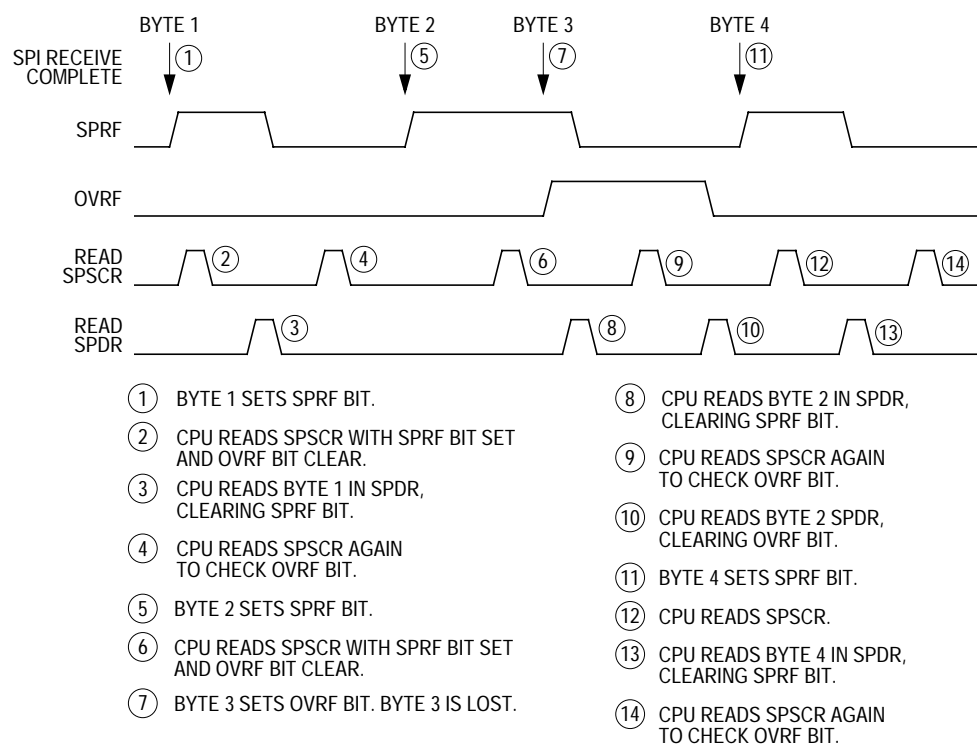 BYTE 1 BYTE 2 BYTE 3 BYTE 4
SPI RECEIVE
COMPLETE
1 5 7 11
SPRF
OVRF
READ
SPSCR
2 4 6 9 12 14
READ
SPDR
3 8 10 13
1 BYTE 1 SETS SPRF BIT.
2 CPU READS SPSCR WITH SPRF BIT SET
AND OVRF BIT CLEAR.
3 CPU READS BYTE 1 IN SPDR,
CLEARING SPRF BIT.
4 CPU READS SPSCR AGAIN
TO CHECK OVRF BIT.
5 BYTE 2 SETS SPRF BIT.
6 CPU READS SPSCR WITH SPRF BIT SET
AND OVRF BIT CLEAR.
7 BYTE 3 SETS OVRF BIT. BYTE 3 IS LOST.
8 CPU READS BYTE 2 IN SPDR,
CLEARING SPRF BIT.
9 CPU READS SPSCR AGAIN
TO CHECK OVRF BIT.
10 CPU READS BYTE 2 SPDR,
CLEARING OVRF BIT.
11 BYTE 4 SETS SPRF BIT.
12 CPU READS SPSCR.
13 CPU READS BYTE 4 IN SPDR,
CLEARING SPRF BIT.
14 CPU READS SPSCR AGAIN
TO CHECK OVRF BIT.